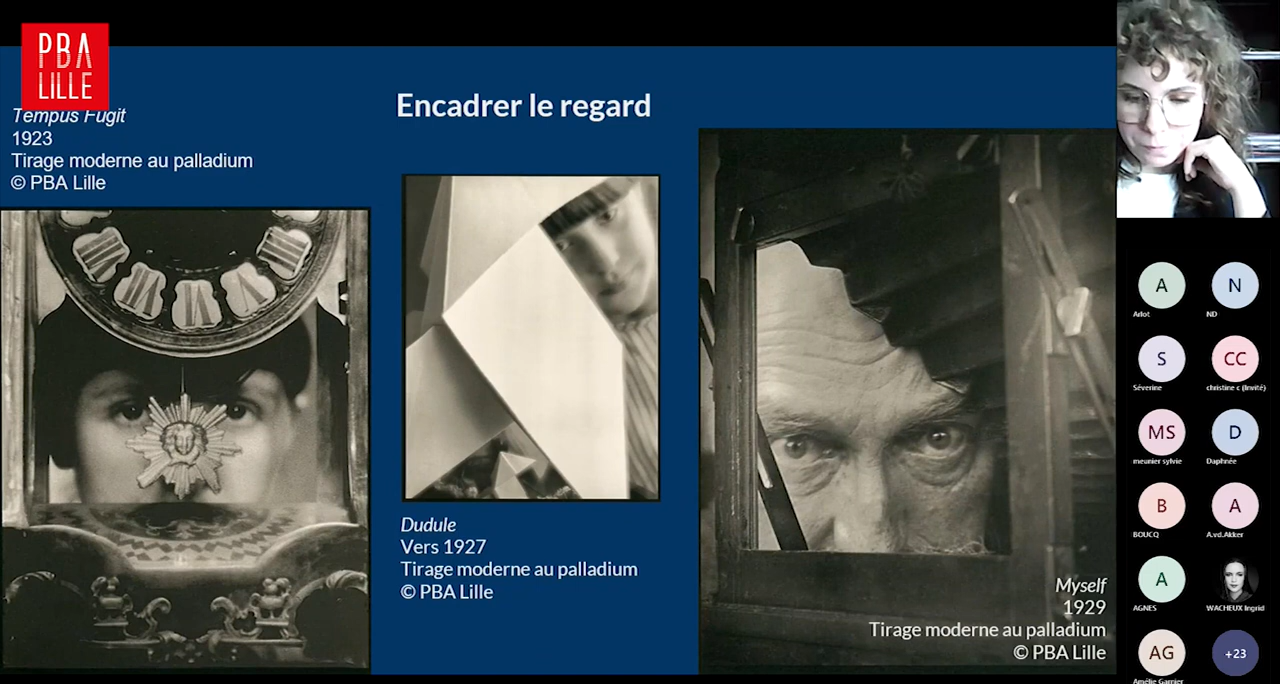 PBA
LILLE
Tempus Fugit
1923
Tirage moderne au palladium
© PBA Lille
Encadrer le regard
Dudule
Vers 1927
Tirage moderne au palladium
© PBA Lille
Myself
1929
Tirage moderne au palladium
© PBA Lille
A
Arlot
N
ND
S
Séverine
CC
christine c (Invité)
MS
meunier sylvie
D
Daphnée
B
BOUCQ
A
A.vd.Akker
A
AGNES
WACHEUX Ingrid
AG
Amélie Garnier
+23